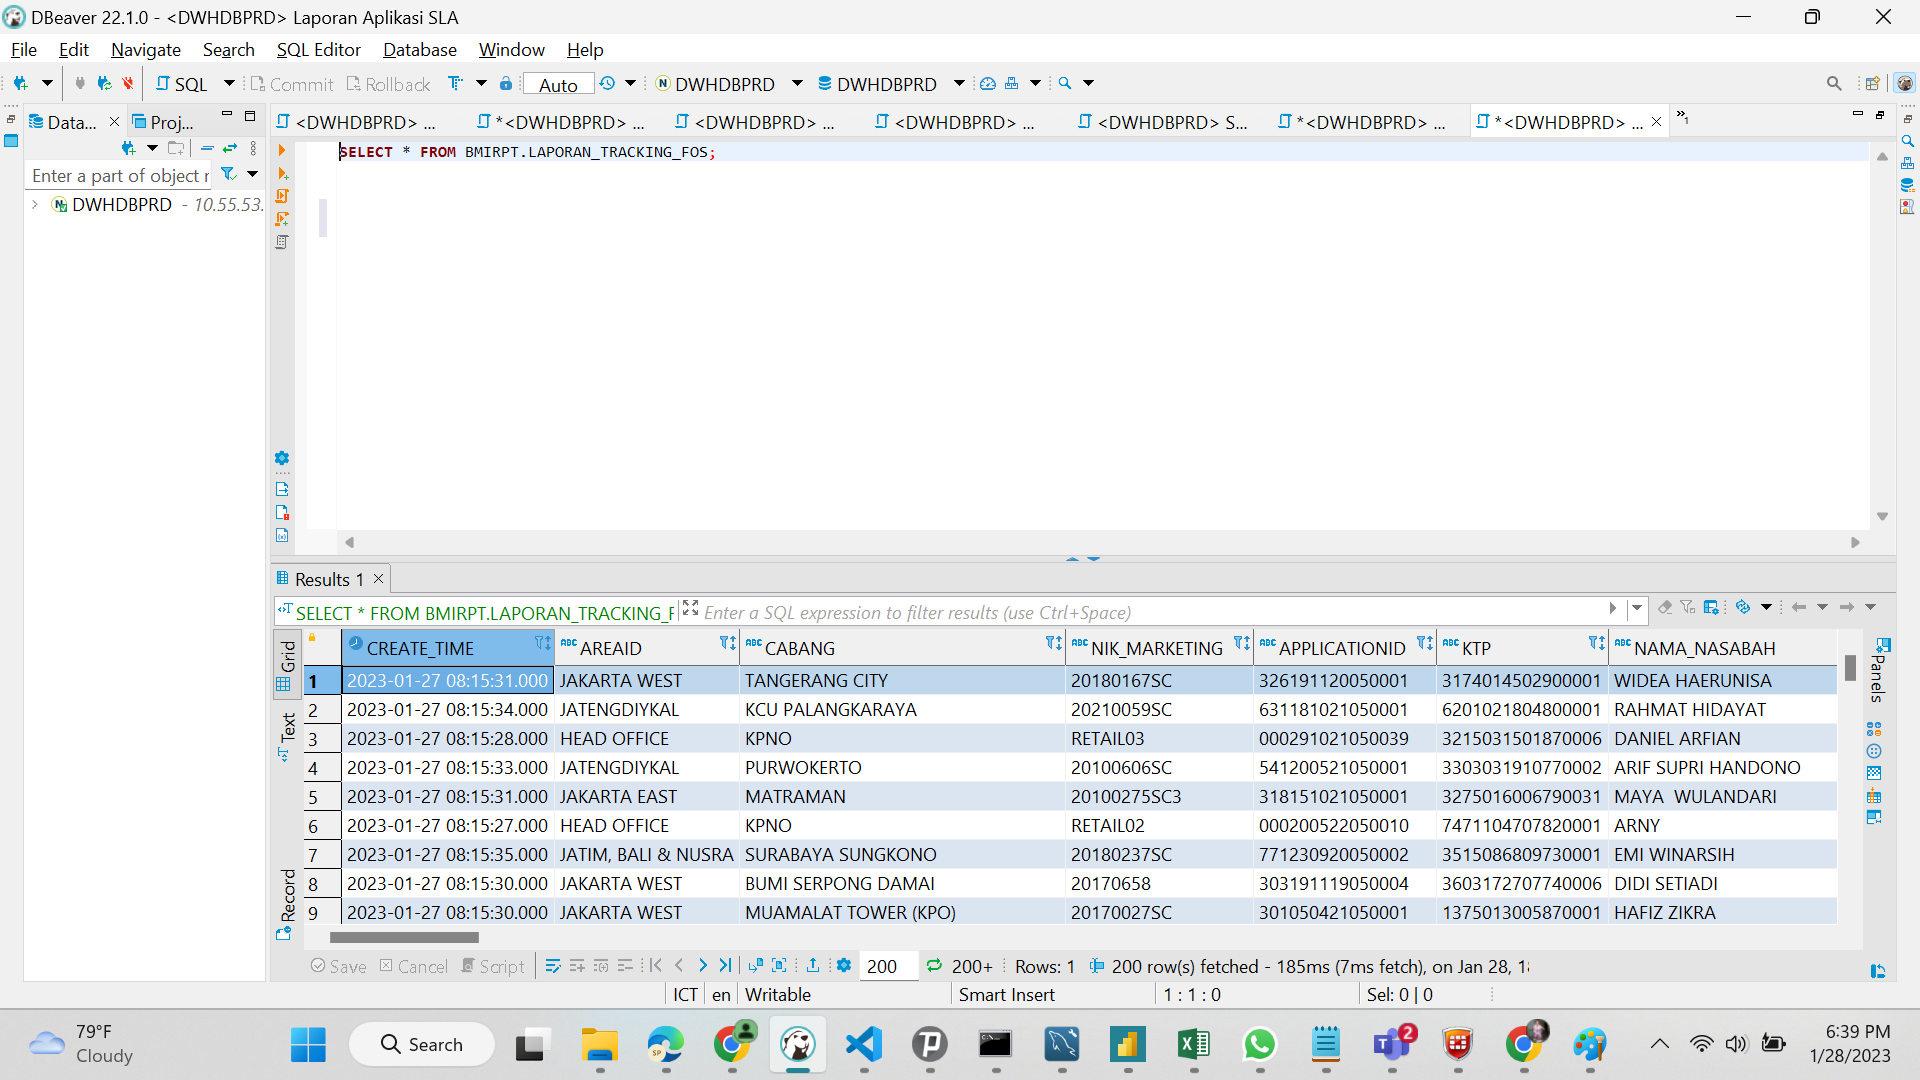 DBeaver 22.1.0 - <DWHDBPRD> Laporan Aplikasi SLA
File Edit Navigate Search SQL Editor Database Window Help
SQL Commit Rollback Auto DWHDBPRD DWHDBPRD
Data... Proj... <DWHDBPRD> ... *<DWHDBPRD> ... <DWHDBPRD> ... <DWHDBPRD> ... <DWHDBPRD> S... *<DWHDBPRD> ... *<DWHDBPRD> ... 1
Enter a part of object r
DWHDBPRD - 10.55.53.
SELECT * FROM BMIRPT.LAPORAN_TRACKING_FOS;
Results 1
SELECT * FROM BMIRPT.LAPORAN_TRACKING_F Enter a SQL expression to filter results (use Ctrl+Space)
Grid
Text
Record
Panels
CREATE_TIME AREAID CABANG NIK_MARKETING APPLICATIONID KTP NAMA_NASABAH
1 2023-01-27 08:15:31.000 JAKARTA WEST TANGERANG CITY 20180167SC 326191120050001 3174014502900001 WIDEA HAERUNISA
2 2023-01-27 08:15:34.000 JATENGDIYKAL KCU PALANGKARAYA 20210059SC 631181021050001 6201021804800001 RAHMAT HIDAYAT
3 2023-01-27 08:15:28.000 HEAD OFFICE KPNO RETAIL03 000291021050039 3215031501870006 DANIEL ARFIAN
4 2023-01-27 08:15:33.000 JATENGDIYKAL PURWOKERTO 20100606SC 541200521050001 3303031910770002 ARIF SUPRI HANDONO
5 2023-01-27 08:15:31.000 JAKARTA EAST MATRAMAN 20100275SC3 318151021050001 3275016006790031 MAYA  WULANDARI
6 2023-01-27 08:15:27.000 HEAD OFFICE KPNO RETAIL02 000200522050010 7471104707820001 ARNY
7 2023-01-27 08:15:35.000 JATIM, BALI & NUSRA SURABAYA SUNGKONO 20180237SC 771230920050002 3515086809730001 EMI WINARSIH
8 2023-01-27 08:15:30.000 JAKARTA WEST BUMI SERPONG DAMAI 20170658 303191119050004 3603172707740006 DIDI SETIADI
9 2023-01-27 08:15:30.000 JAKARTA WEST MUAMALAT TOWER (KPO) 20170027SC 301050421050001 1375013005870001 HAFIZ ZIKRA
Save Cancel Script 200 200+ Rows: 1 200 row(s) fetched - 185ms (7ms fetch), on Jan 28,
ICT en Writable Smart Insert 1 : 1 : 0 Sel: 0 | 0
79°F
Cloudy
Search
2
6:39 PM
1/28/2023